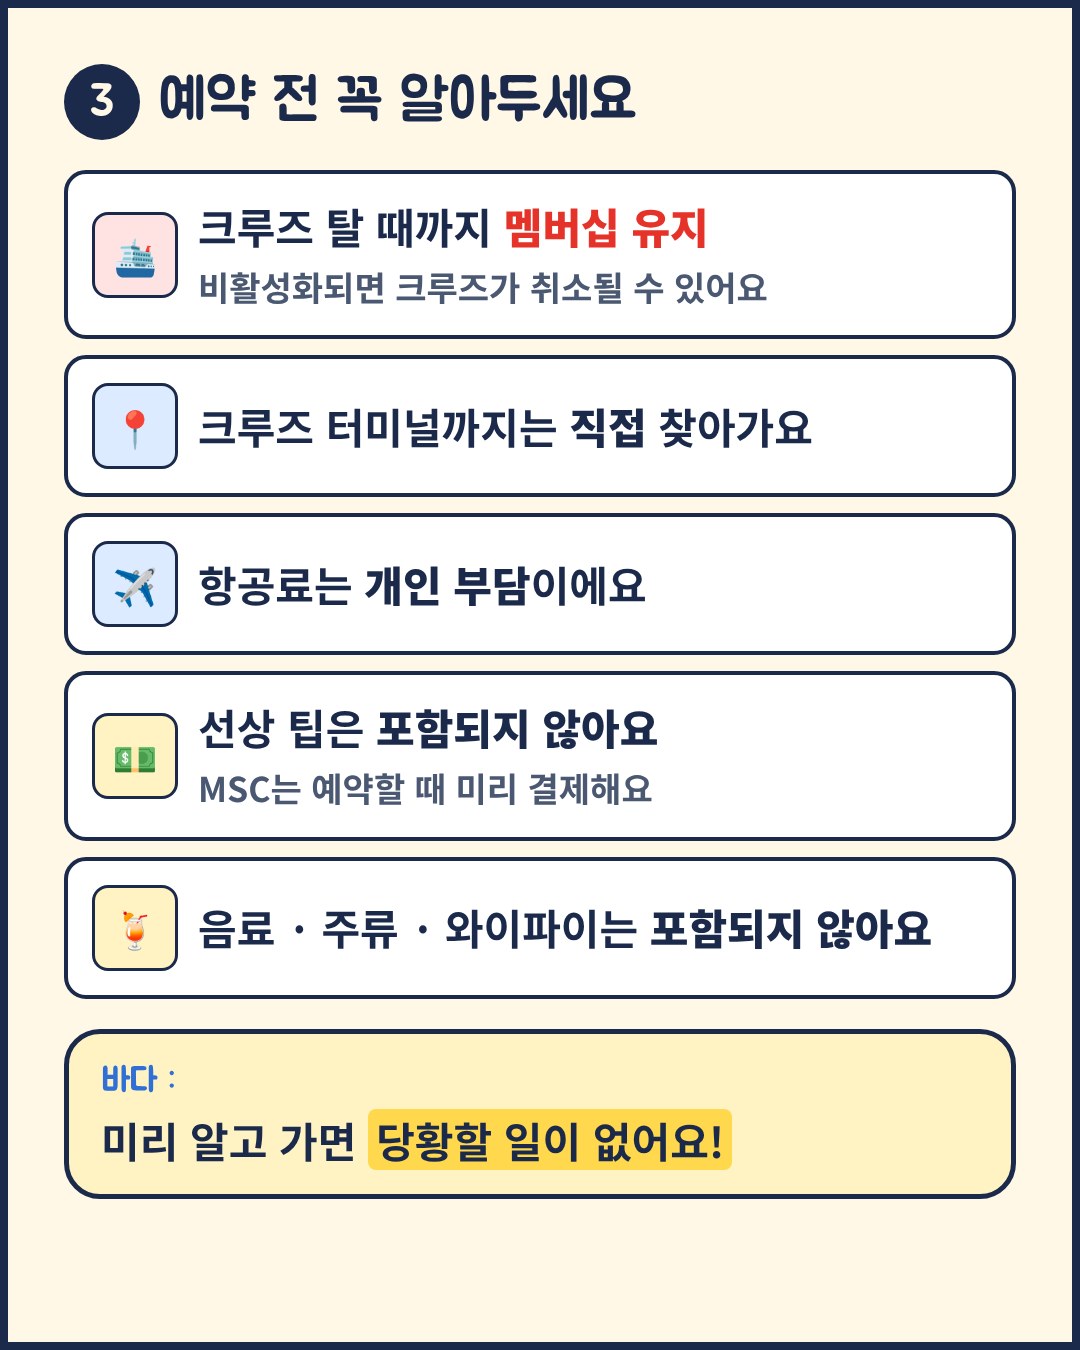 3 예약 전 꼭 알아두세요
크루즈 탈 때까지 멤버십 유지
비활성화되면 크루즈가 취소될 수 있어요
크루즈 터미널까지는 직접 찾아가요
항공료는 개인 부담이에요
선상 팁은 포함되지 않아요
MSC는 예약할 때 미리 결제해요
음료 · 주류 · 와이파이는 포함되지 않아요
바다 :
미리 알고 가면 당황할 일이 없어요!